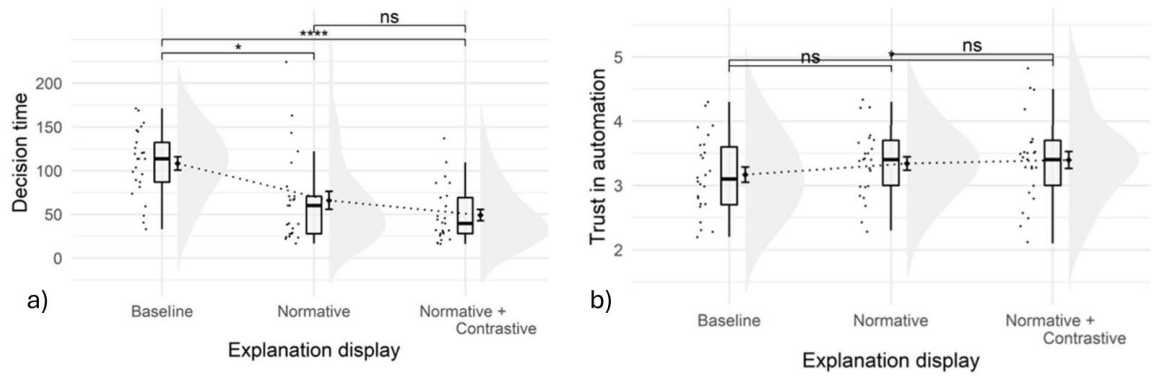 ns
****
*
200
150
100
50
0
Decision time
Baseline
Normative
Normative +
Contrastive
Explanation display
a)
*
ns
ns
5
4
3
2
Trust in automation
Baseline
Normative
Normative +
Contrastive
Explanation display
b)